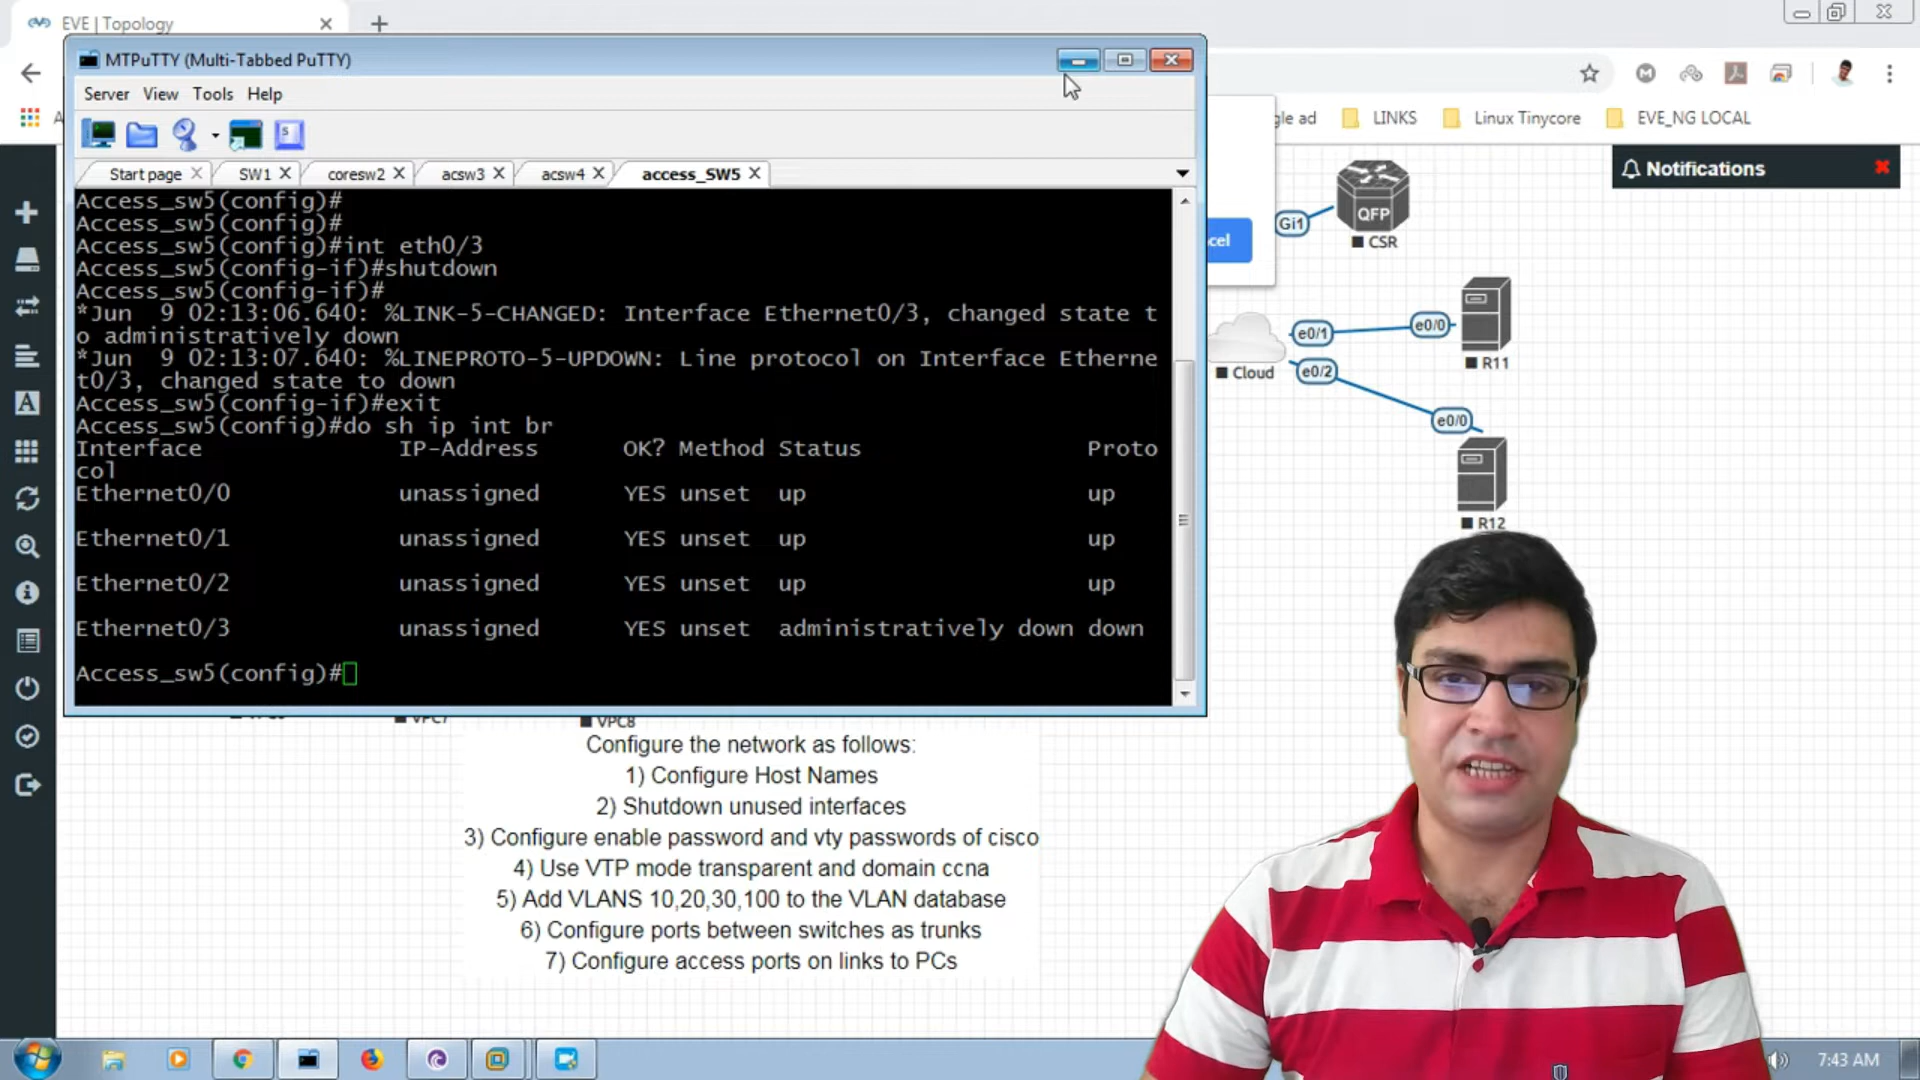 EVE | Topology
MTPuTTY (Multi-Tabbed PuTTY)
Server View Tools Help
gle ad LINKS Linux Tinycore EVE_NG LOCAL
Start page SW1 coresw2 acsw3 acsw4 access_SW5
Access_sw5(config)#
Access_sw5(config)#
Access_sw5(config)#int eth0/3
Access_sw5(config-if)#shutdown
Access_sw5(config-if)#
*Jun  9 02:13:06.640: %LINK-5-CHANGED: Interface Ethernet0/3, changed state t
o administratively down
*Jun  9 02:13:07.640: %LINEPROTO-5-UPDOWN: Line protocol on Interface Etherne
t0/3, changed state to down
Access_sw5(config-if)#exit
Access_sw5(config)#do sh ip int br
Interface IP-Address OK? Method Status Proto
col
Ethernet0/0 unassigned YES unset up up
Ethernet0/1 unassigned YES unset up up
Ethernet0/2 unassigned YES unset up up
Ethernet0/3 unassigned YES unset administratively down down
Access_sw5(config)#
Notifications
cel
Gi1
QFP
CSR
e0/1
e0/0
R11
Cloud
e0/2
e0/0
R12
VPC7
VPC8
Configure the network as follows:
1) Configure Host Names
2) Shutdown unused interfaces
3) Configure enable password and vty passwords of cisco
4) Use VTP mode transparent and domain ccna
5) Add VLANS 10,20,30,100 to the VLAN database
6) Configure ports between switches as trunks
7) Configure access ports on links to PCs
7:43 AM